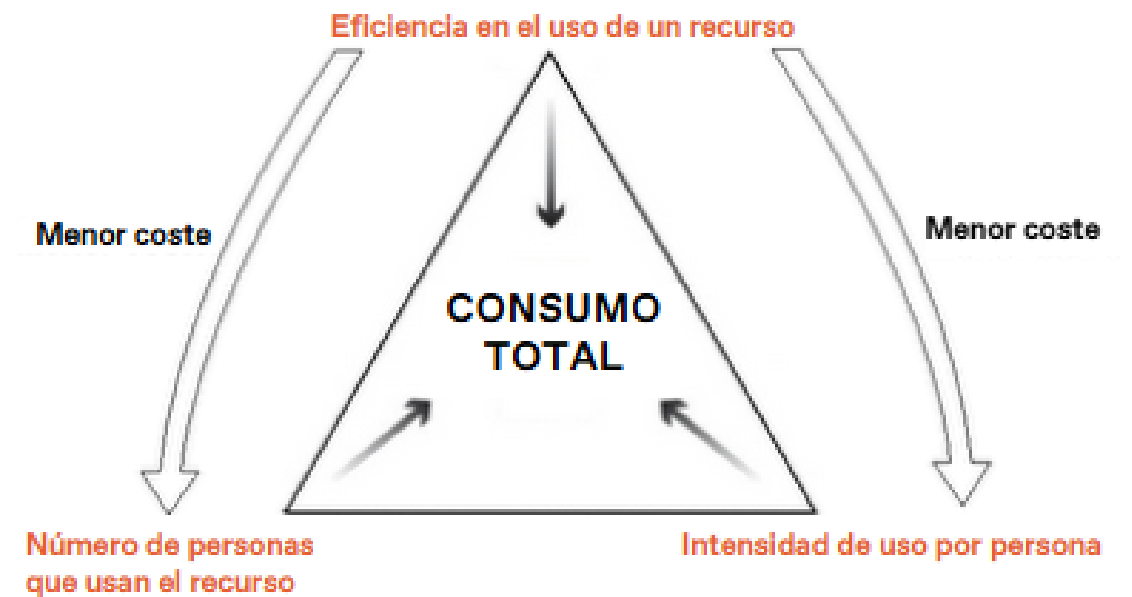 Eficiencia en el uso de un recurso
Menor coste
Menor coste
CONSUMO
TOTAL
Número de personas
que usan el recurso
Intensidad de uso por persona